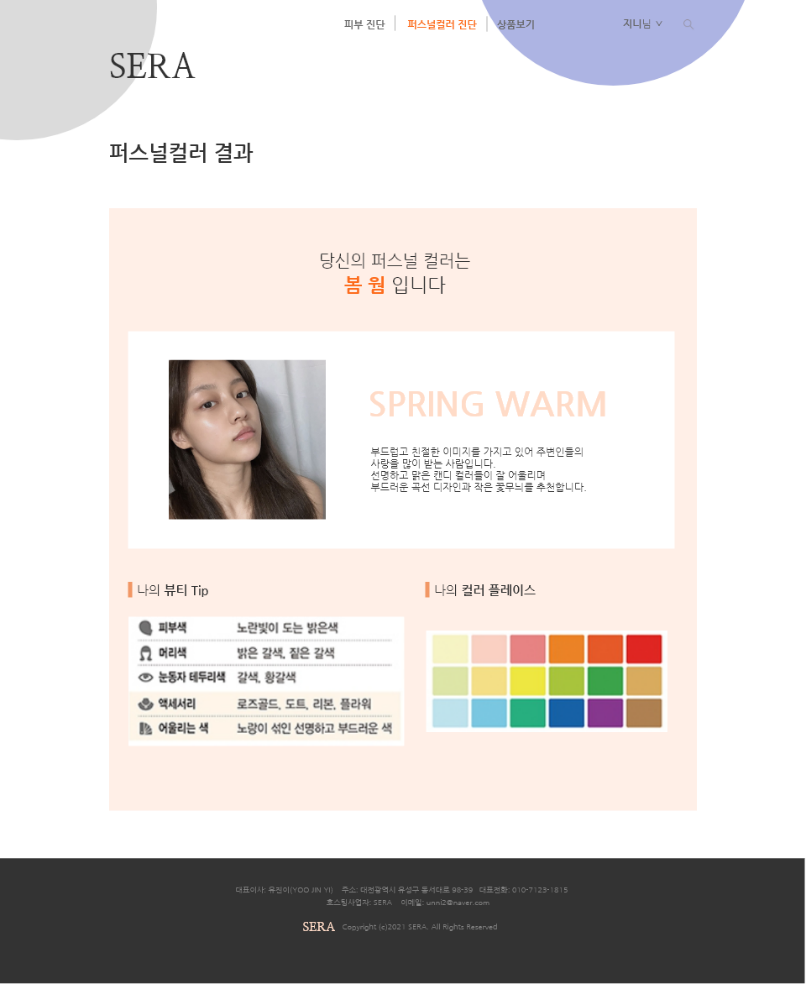 피부 진단 퍼스널컬러 진단 상품보기 지니님
SERA
퍼스널컬러 결과
당신의 퍼스널 컬러는
봄 웜 입니다
SPRING WARM
부드럽고 친절한 이미지를 가지고 있어 주변인들의
사랑을 많이 받는 사람입니다.
선명하고 맑은 캔디 컬러들이 잘 어울리며
부드러운 곡선 디자인과 작은 꽃무늬를 추천합니다.
나의 뷰티 Tip
피부색 노란빛이 도는 밝은색
머리색 밝은 갈색, 짙은 갈색
눈동자 테두리색 갈색, 황갈색
액세서리 로즈골드, 도트, 리본, 플라워
어울리는 색 노랑이 섞인 선명하고 부드러운 색
나의 컬러 플레이스
대표이사: 유진이(YOO JIN YI) 주소: 대전광역시 유성구 동서대로 98-39 대표전화: 010-7123-1815
호스팅사업자: SERA 이메일: unni2@naver.com
SERA Copyright (c)2021 SERA. All Rights Reserved